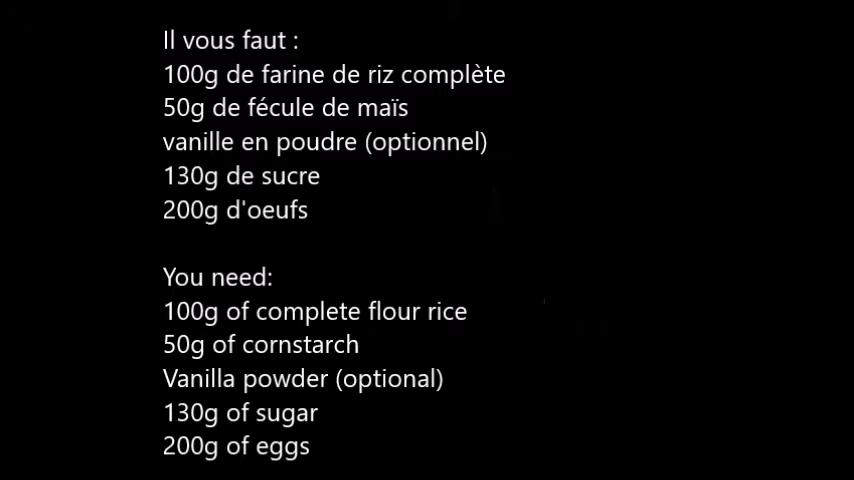 Il vous faut :
100g de farine de riz complète
50g de fécule de maïs
vanille en poudre (optionnel)
130g de sucre
200g d'oeufs
You need:
100g of complete flour rice
50g of cornstarch
Vanilla powder (optional)
130g of sugar
200g of eggs